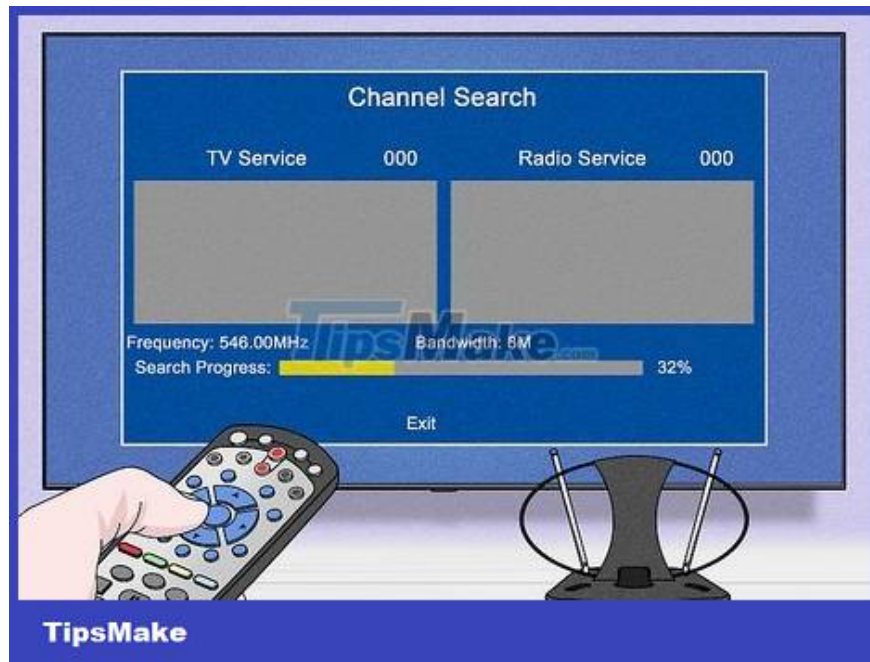 Channel Search
TV Service 000 Radio Service 000
TipsMake.com
Frequency: 546.00MHz Bandwidth: 8M
Search Progress: 32%
Exit
TipsMake